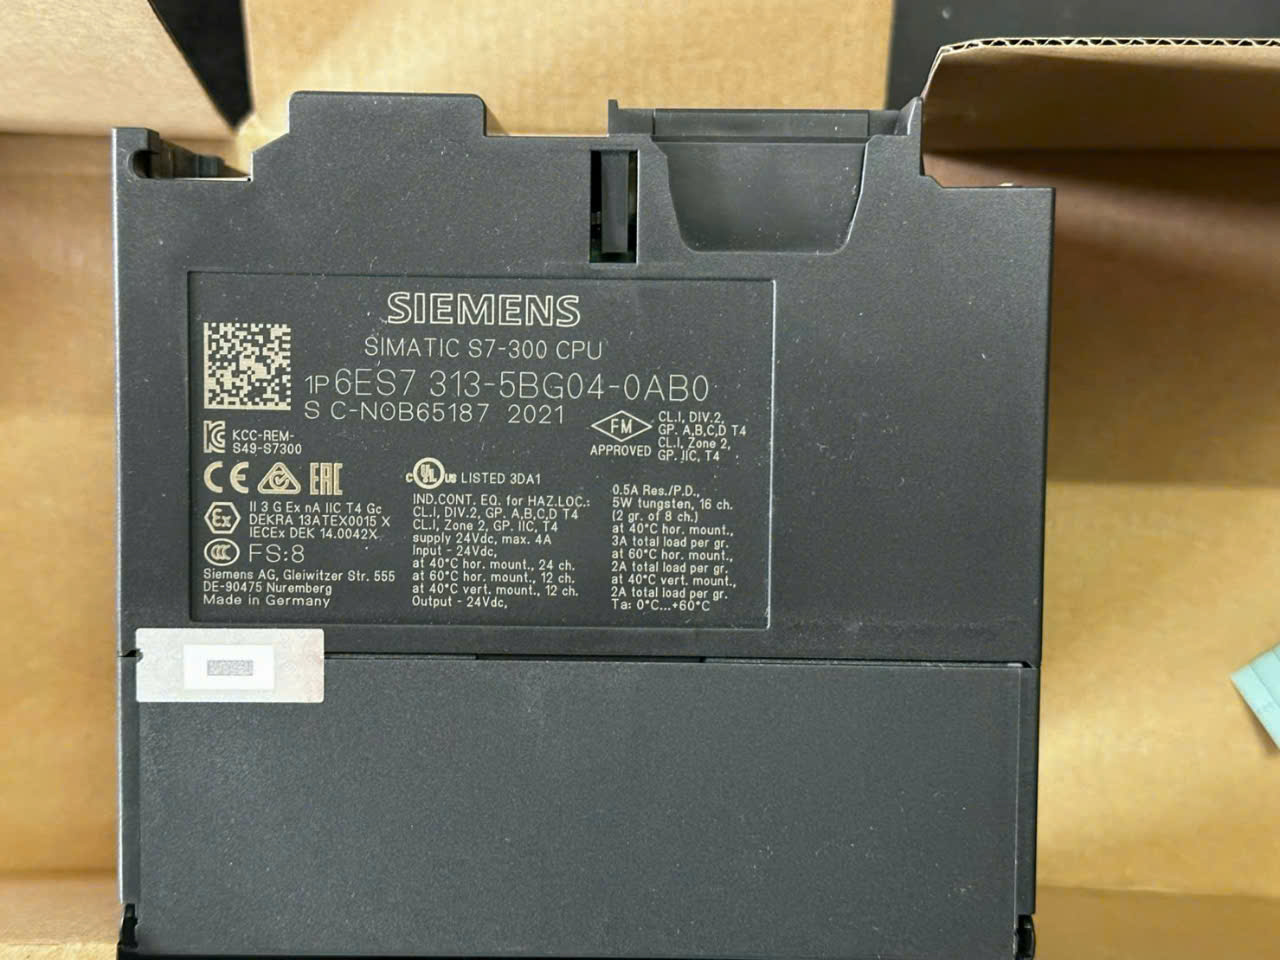 SIEMENS
SIMATIC S7-300 CPU
1P 6ES7 313-5BG04-0AB0
S C-N0B65187 2021
KCC-REM-
S49-S7300
FM
APPROVED
CL.I, DIV.2,
GP. A,B,C,D T4
CL.I, Zone 2,
GP. IIC, T4
CE
EAC
Ex
II 3 G Ex nA IIC T4 Gc
DEKRA 13ATEX0015 X
IECEx DEK 14.0042X
CCC
FS:8
Siemens AG, Gleiwitzer Str. 555
DE-90475 Nuremberg
Made in Germany
c UL us LISTED 3DA1
IND.CONT. EQ. for HAZ.LOC.:
CL.I, DIV.2, GP. A,B,C,D T4
CL.I, Zone 2, GP. IIC, T4
supply 24Vdc, max. 4A
Input - 24Vdc,
at 40°C hor. mount., 24 ch.
at 60°C hor. mount., 12 ch.
at 40°C vert. mount., 12 ch.
Output - 24Vdc,
0.5A Res./P.D.,
5W tungsten, 16 ch.
(2 gr. of 8 ch.)
at 40°C hor. mount.,
3A total load per gr.
at 60°C hor. mount.,
2A total load per gr.
at 40°C vert. mount.,
2A total load per gr.
Ta: 0°C...+60°C